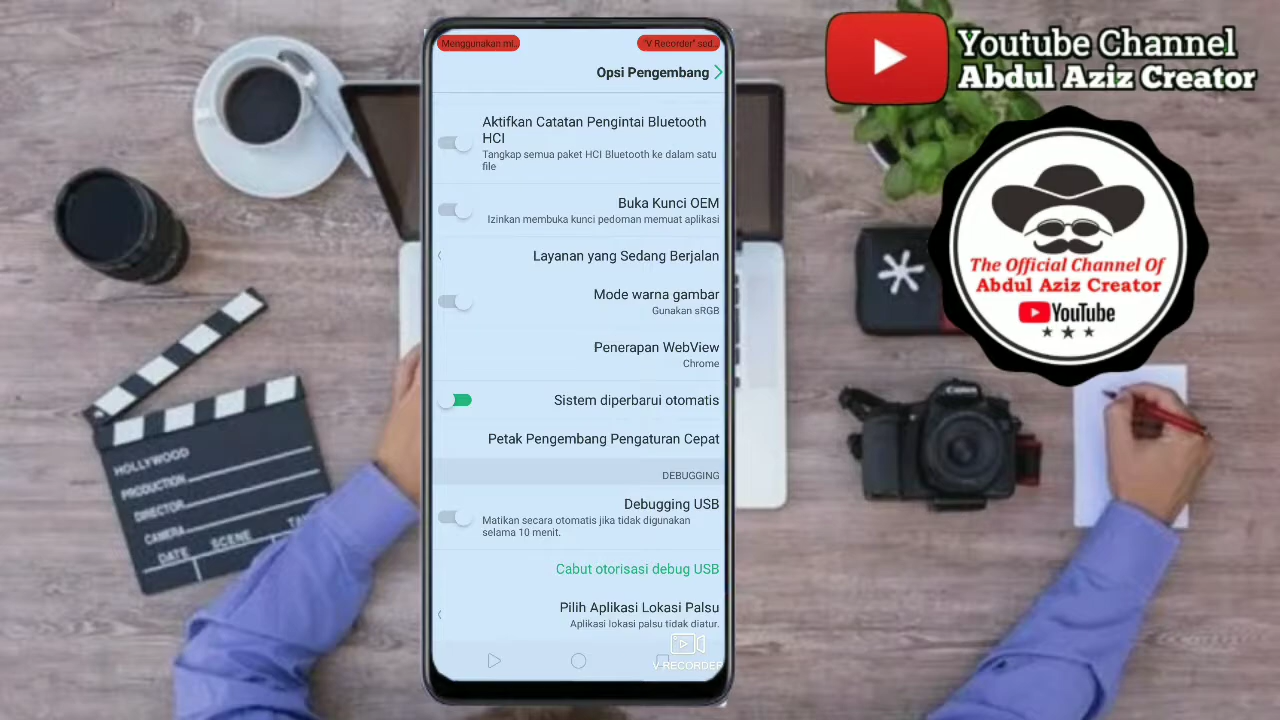 Menggunakan mi..
"V Recorder" sed..
Opsi Pengembang
Aktifkan Catatan Pengintai Bluetooth
HCI
Tangkap semua paket HCI Bluetooth ke dalam satu
file
Buka Kunci OEM
Izinkan membuka kunci pedoman memuat aplikasi
Layanan yang Sedang Berjalan
Mode warna gambar
Gunakan sRGB
Penerapan WebView
Chrome
Sistem diperbarui otomatis
Petak Pengembang Pengaturan Cepat
DEBUGGING
Debugging USB
Matikan secara otomatis jika tidak digunakan
selama 10 menit.
Cabut otorisasi debug USB
Pilih Aplikasi Lokasi Palsu
Aplikasi lokasi palsu tidak diatur.
V RECORDER
Youtube Channel
Abdul Aziz Creator
The Official Channel Of
Abdul Aziz Creator
YouTube
Canon
HOLLYWOOD
PRODUCTION
DIRECTOR
CAMERA
DATE SCENE